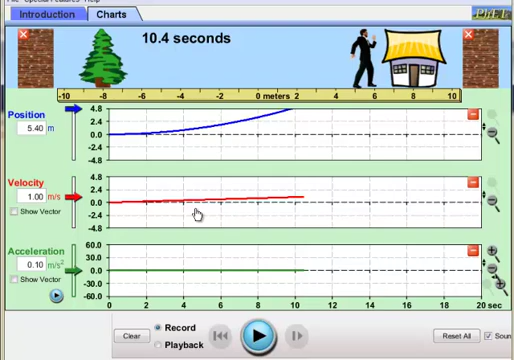 File Special Features Help
Introduction
Charts
PhET
10.4 seconds
-10 -8 -6 -4 -2 0 meters 2 4 6 8 10
Position
5.40 m
4.8
2.4
0.0
-2.4
-4.8
Velocity
1.00 m/s
Show Vector
4.8
2.4
0.0
-2.4
-4.8
Acceleration
0.10 m/s²
Show Vector
60.0
30.0
0.0
-30.0
-60.0
0 2 4 6 8 10 12 14 16 18 20 sec
Clear
Record
Playback
Reset All
Soun